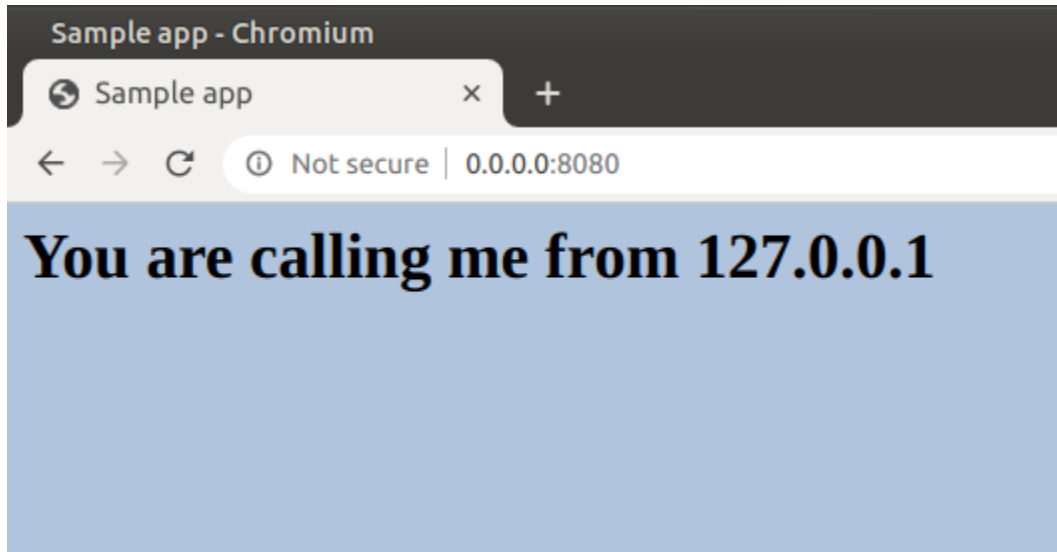 Sample app - Chromium
Sample app
Not secure 0.0.0.0:8080
You are calling me from 127.0.0.1